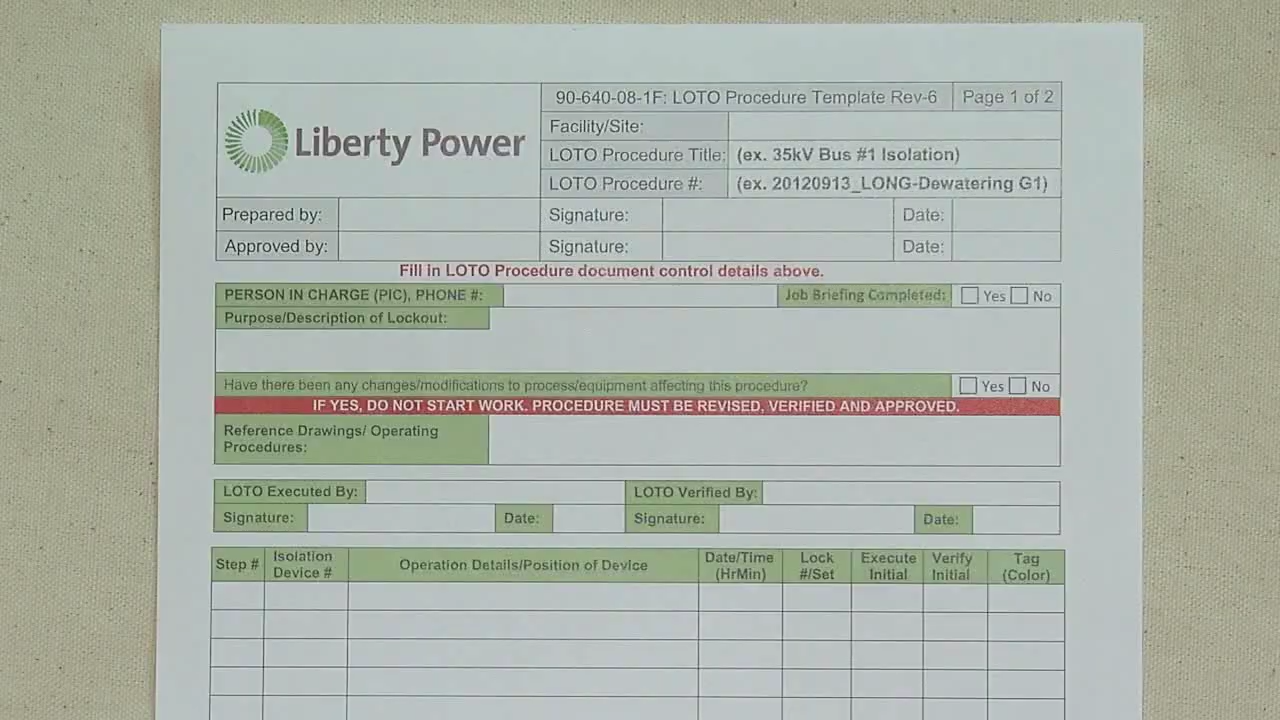 Liberty Power
90-640-08-1F: LOTO Procedure Template Rev-6 Page 1 of 2
Facility/Site:
LOTO Procedure Title: (ex. 35kV Bus #1 Isolation)
LOTO Procedure #: (ex. 20120913_LONG-Dewatering G1)
Prepared by: Signature: Date:
Approved by: Signature: Date:
Fill in LOTO Procedure document control details above.
PERSON IN CHARGE (PIC), PHONE #: Job Briefing Completed: Yes No
Purpose/Description of Lockout:
Have there been any changes/modifications to process/equipment affecting this procedure? Yes No
IF YES, DO NOT START WORK. PROCEDURE MUST BE REVISED, VERIFIED AND APPROVED.
Reference Drawings/ Operating
Procedures:
LOTO Executed By: LOTO Verified By:
Signature: Date: Signature: Date:
Step # Isolation Device # Operation Details/Position of Device Date/Time (HrMin) Lock #/Set Execute Initial Verify Initial Tag (Color)